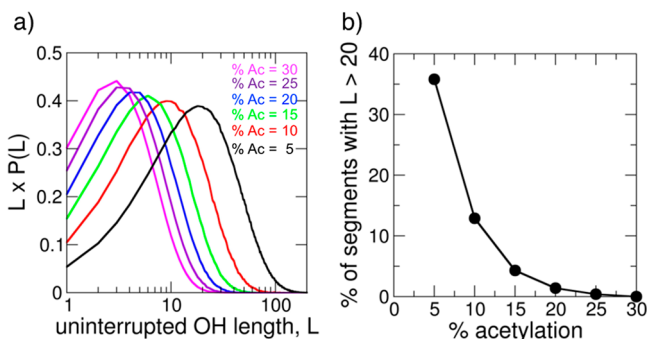 a)
L x P(L)
0.5
0.4
0.3
0.2
0.1
0
% Ac = 30
% Ac = 25
% Ac = 20
% Ac = 15
% Ac = 10
% Ac = 5
1 10 100
uninterrupted OH length, L
b)
% of segments with L > 20
40
30
20
10
0
0 5 10 15 20 25 30
% acetylation